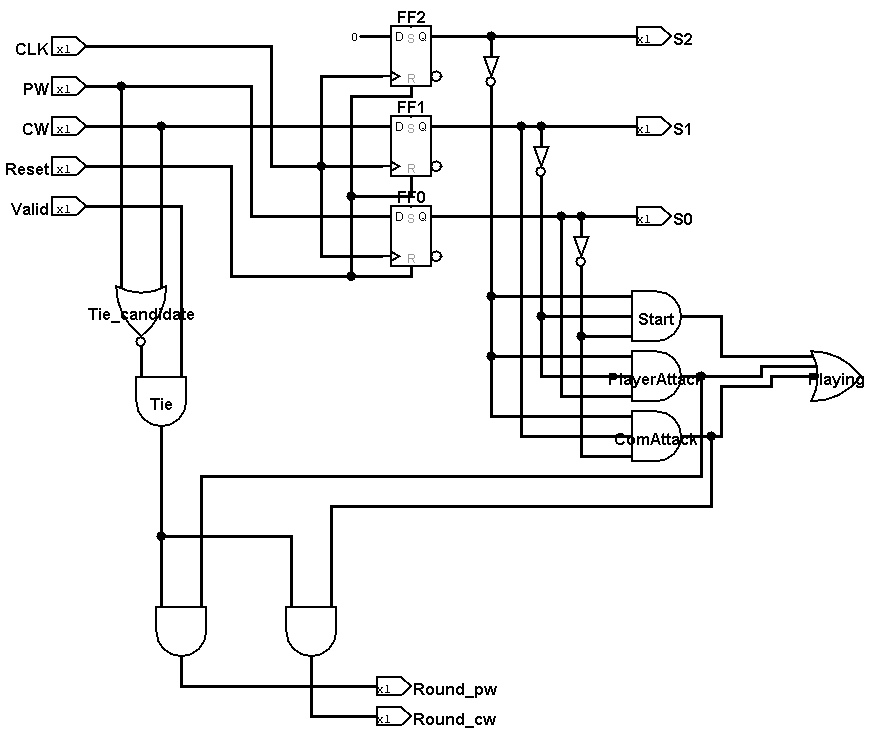 FF2
0 D S Q
R
CLK x1
x1 S2
PW x1
FF1
CW x1
D S Q
R
x1 S1
Reset x1
FF0
Valid x1
D S Q
R
x1 S0
Tie_candidate
Start
PlayerAttack
Playing
Tie
ComAttack
x1 Round_pw
x1 Round_cw